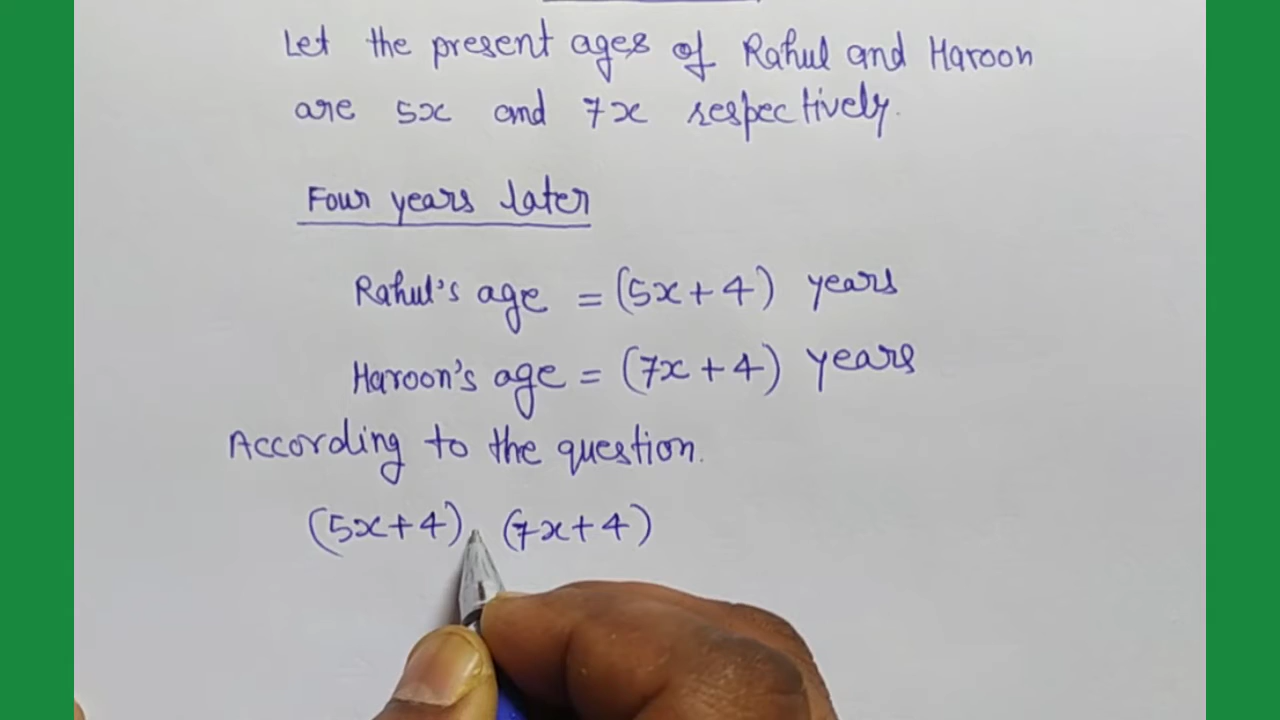 Let the present ages of Rahul and Haroon
are 5x and 7x respectively.
Four years later
Rahul's age = (5x+4) years
Haroon's age = (7x+4) years
According to the question.
(5x+4) (7x+4)